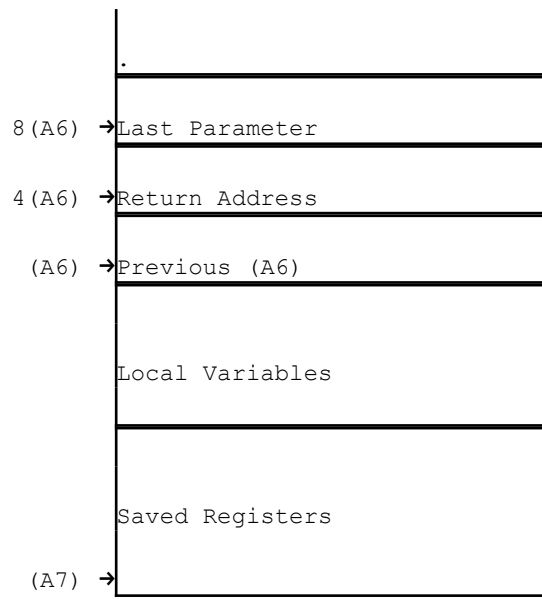 .
8(A6) → Last Parameter
4(A6) → Return Address
(A6) → Previous (A6)
Local Variables
Saved Registers
(A7) →